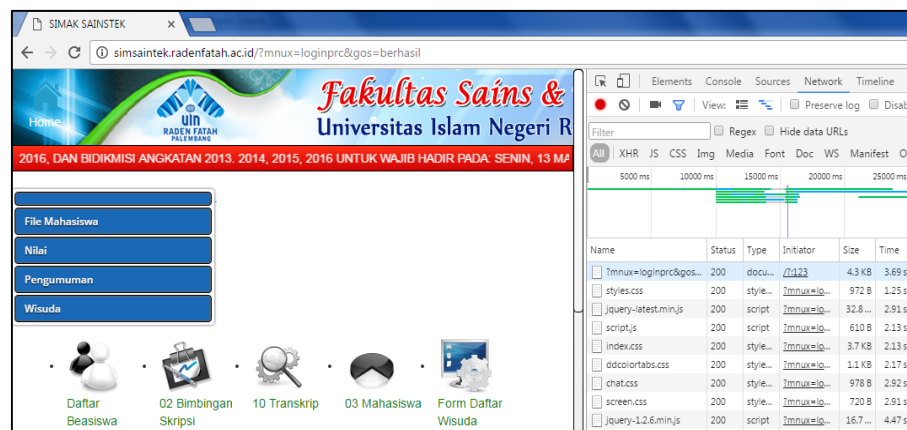 SIMAK SAINSTEK
simsaintek.radenfatah.ac.id/?mnux=loginprc&gos=berhasil
Home
uin
RADEN FATAH
PALEMBANG
Fakultas Sains &
Universitas Islam Negeri R
2016, DAN BIDIKMISI ANGKATAN 2013. 2014, 2015, 2016 UNTUK WAJIB HADIR PADA: SENIN, 13 MA
File Mahasiswa
Nilai
Pengumuman
Wisuda
Daftar Beasiswa
02 Bimbingan Skripsi
10 Transkrip
03 Mahasiswa
Form Daftar Wisuda
Elements Console Sources Network Timeline
View: Preserve log Disab
Filter Regex Hide data URLs
All XHR JS CSS Img Media Font Doc WS Manifest O
5000 ms 10000 ms 15000 ms 20000 ms 25000 ms
Name Status Type Initiator Size Time
?mnux=loginprc&gos... 200 docu... /?:123 4.3 KB 3.69 s
styles.css 200 style... ?mnux=lo... 972 B 1.25 s
jquery-latest.min.js 200 script ?mnux=lo... 32.8... 2.91 s
script.js 200 script ?mnux=lo... 610 B 2.13 s
index.css 200 style... ?mnux=lo... 3.7 KB 2.13 s
ddcolortabs.css 200 style... ?mnux=lo... 1.1 KB 2.17 s
chat.css 200 style... ?mnux=lo... 978 B 2.92 s
screen.css 200 style... ?mnux=lo... 720 B 2.91 s
jquery-1.2.6.min.js 200 script ?mnux=lo... 16.7... 4.47 s